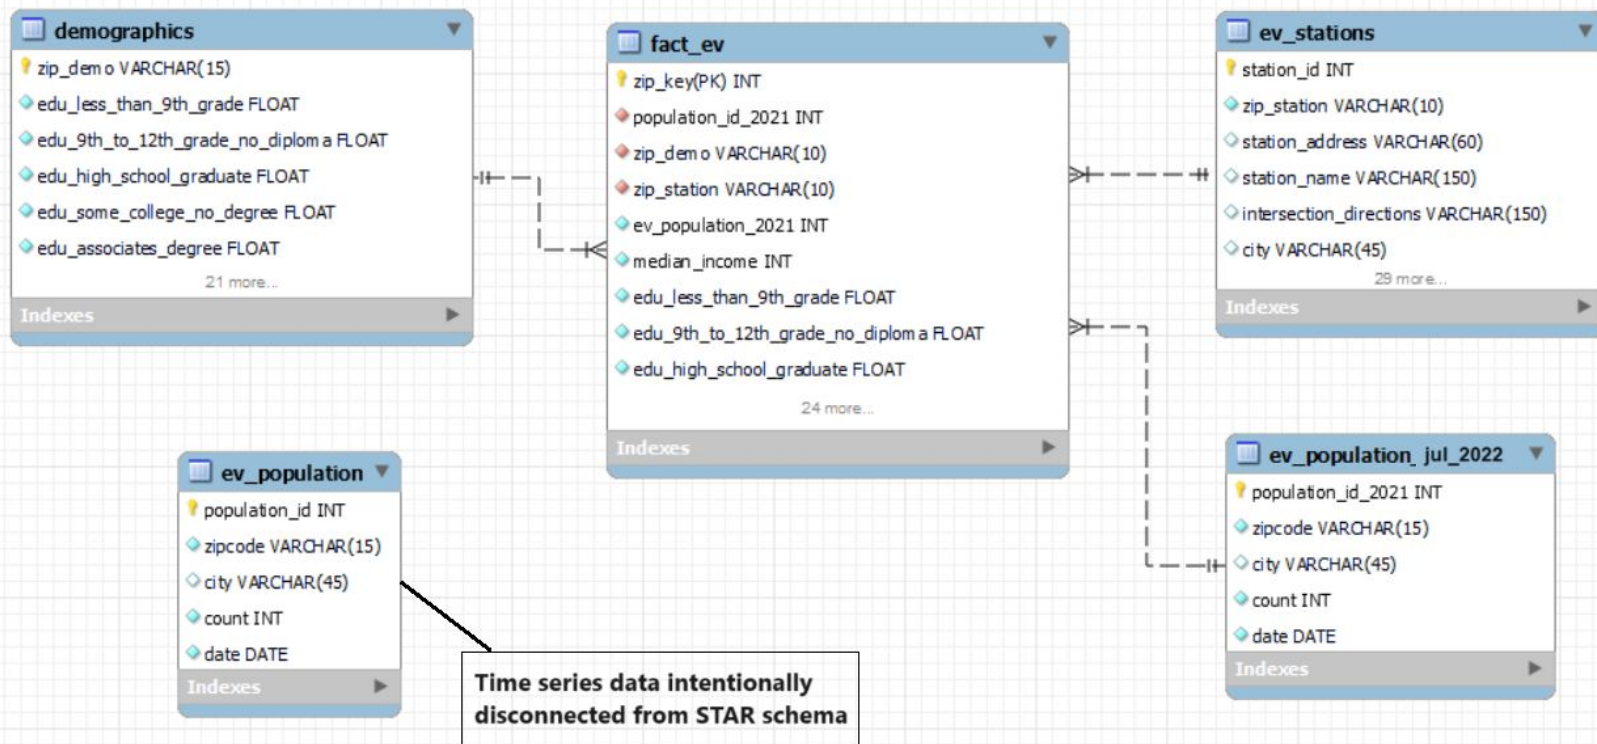 demographics
zip_demo VARCHAR(15)
edu_less_than_9th_grade FLOAT
edu_9th_to_12th_grade_no_diploma FLOAT
edu_high_school_graduate FLOAT
edu_some_college_no_degree FLOAT
edu_associates_degree FLOAT
21 more...
Indexes
fact_ev
zip_key(PK) INT
population_id_2021 INT
zip_demo VARCHAR(10)
zip_station VARCHAR(10)
ev_population_2021 INT
median_income INT
edu_less_than_9th_grade FLOAT
edu_9th_to_12th_grade_no_diploma FLOAT
edu_high_school_graduate FLOAT
24 more...
Indexes
ev_stations
station_id INT
zip_station VARCHAR(10)
station_address VARCHAR(60)
station_name VARCHAR(150)
intersection_directions VARCHAR(150)
city VARCHAR(45)
29 more...
Indexes
ev_population
population_id INT
zipcode VARCHAR(15)
city VARCHAR(45)
count INT
date DATE
Indexes
Time series data intentionally
disconnected from STAR schema
ev_population_ jul_2022
population_id_2021 INT
zipcode VARCHAR(15)
city VARCHAR(45)
count INT
date DATE
Indexes